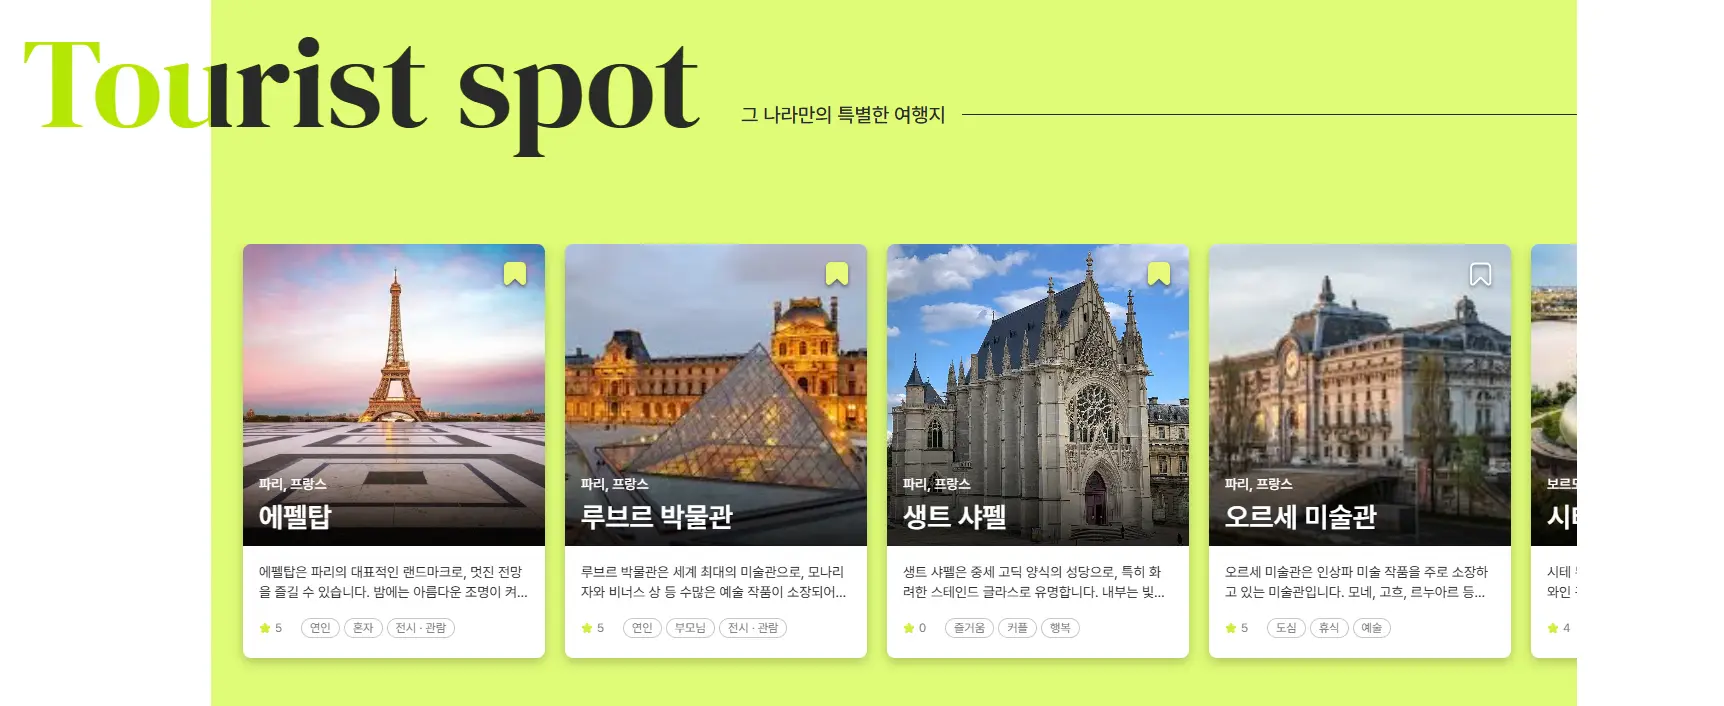 Tourist spot
그 나라만의 특별한 여행지
파리, 프랑스
에펠탑
에펠탑은 파리의 대표적인 랜드마크로, 멋진 전망
을 즐길 수 있습니다. 밤에는 아름다운 조명이 켜...
5 연인 혼자 전시 · 관람
파리, 프랑스
루브르 박물관
루브르 박물관은 세계 최대의 미술관으로, 모나리
자와 비너스 상 등 수많은 예술 작품이 소장되어...
5 연인 부모님 전시 · 관람
파리, 프랑스
생트 샤펠
생트 샤펠은 중세 고딕 양식의 성당으로, 특히 화
려한 스테인드 글라스로 유명합니다. 내부는 빛...
0 즐거움 커플 행복
파리, 프랑스
오르세 미술관
오르세 미술관은 인상파 미술 작품을 주로 소장하
고 있는 미술관입니다. 모네, 고흐, 르누아르 등...
5 도심 휴식 예술
보르
시
시테
와인
4